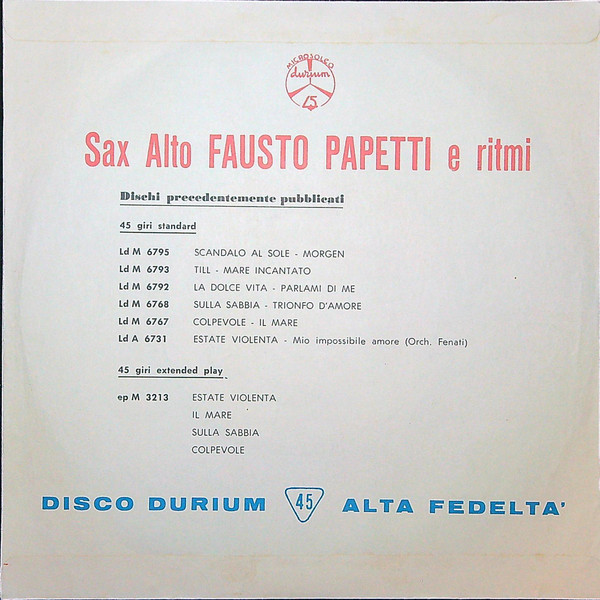 MICROSOLCO
durium
45
Sax Alto FAUSTO PAPETTI e ritmi
Dischi precedentemente pubblicati
45 giri standard
Ld M 6795 SCANDALO AL SOLE - MORGEN
Ld M 6793 TILL - MARE INCANTATO
Ld M 6792 LA DOLCE VITA - PARLAMI DI ME
Ld M 6768 SULLA SABBIA - TRIONFO D'AMORE
Ld M 6767 COLPEVOLE - IL MARE
Ld A 6731 ESTATE VIOLENTA - Mio impossibile amore (Orch. Fenati)
45 giri extended play
ep M 3213 ESTATE VIOLENTA
IL MARE
SULLA SABBIA
COLPEVOLE
DISCO DURIUM 45 ALTA FEDELTA'